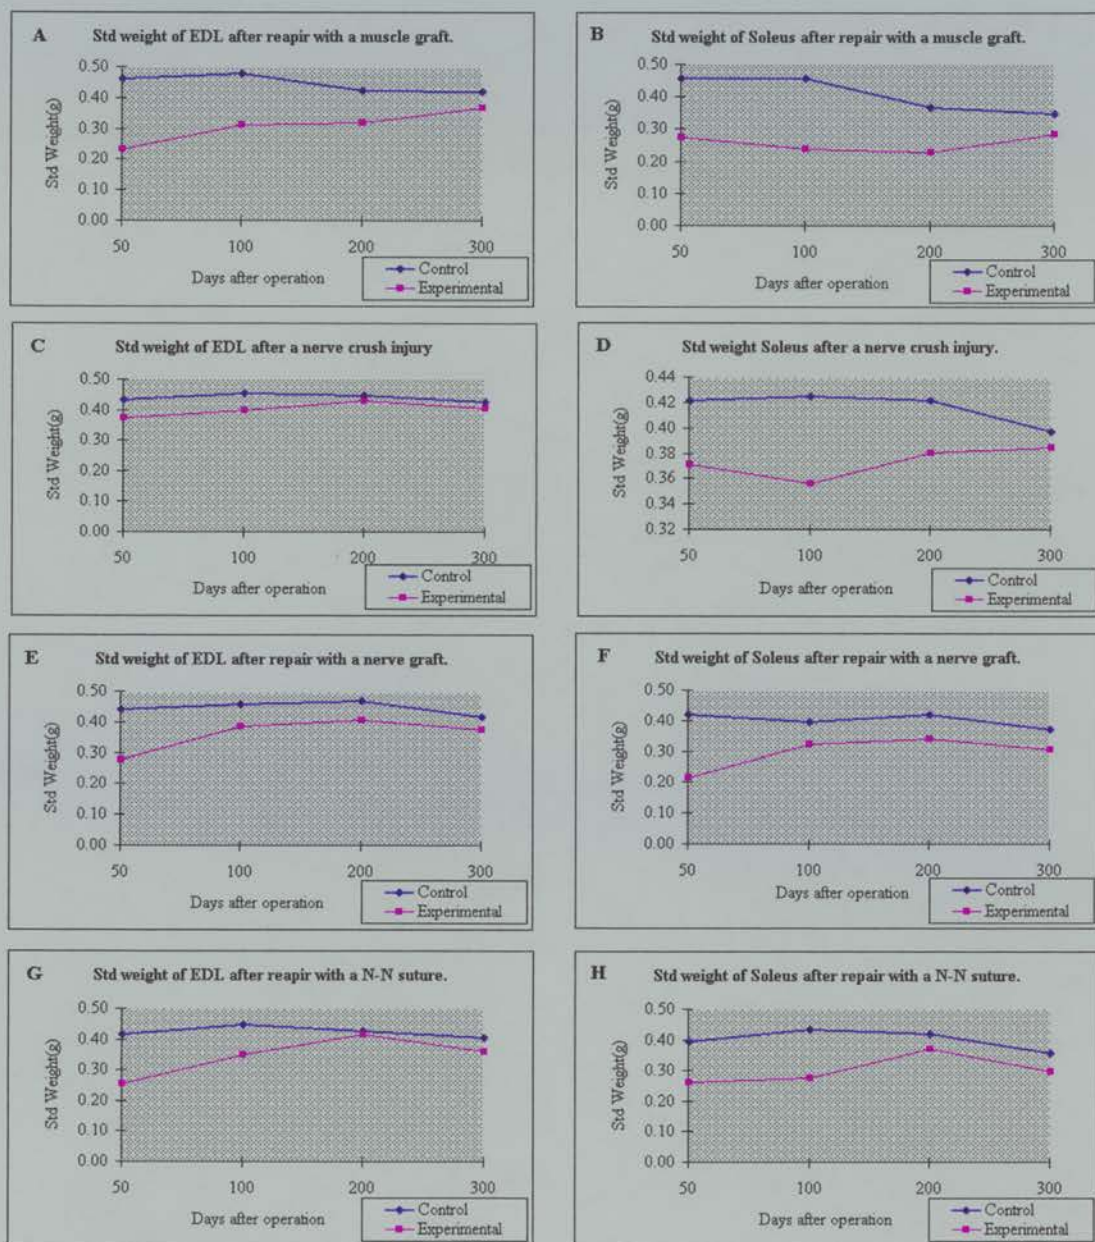 A Std weight of EDL after reapir with a muscle graft.
0.50
0.40
0.30
0.20
0.10
0.00
Std Weight(g)
50 100 200 300
Days after operation
Control
Experimental
B Std weight of Soleus after repair with a muscle graft.
0.50
0.40
0.30
0.20
0.10
0.00
Std Weight(g)
50 100 200 300
Days after operation
Control
Experimental
C Std weight of EDL after a nerve crush injury
0.50
0.40
0.30
0.20
0.10
0.00
Std Weight(g)
50 100 200 300
Days after operation
Control
Experimental
D Std weight Soleus after a nerve crush injury.
0.44
0.42
0.40
0.38
0.36
0.34
0.32
Std Weight(g)
50 100 200 300
Days after operation
Control
Experimental
E Std weight of EDL after repair with a nerve graft.
0.50
0.40
0.30
0.20
0.10
0.00
Std Weight(g)
50 100 200 300
Days after operation
Control
Experimental
F Std weight of Soleus after repair with a nerve graft.
0.50
0.40
0.30
0.20
0.10
0.00
Std Weight(g)
50 100 200 300
Days after operation
Control
Experimental
G Std weight of EDL after reapir with a N-N suture.
0.50
0.40
0.30
0.20
0.10
0.00
Std Weight(g)
50 100 200 300
Days after operation
Control
Experimental
H Std weight of Soleus after repair with a N-N suture.
0.50
0.40
0.30
0.20
0.10
0.00
Std Weight(g)
50 100 200 300
Days after operation
Control
Experimental